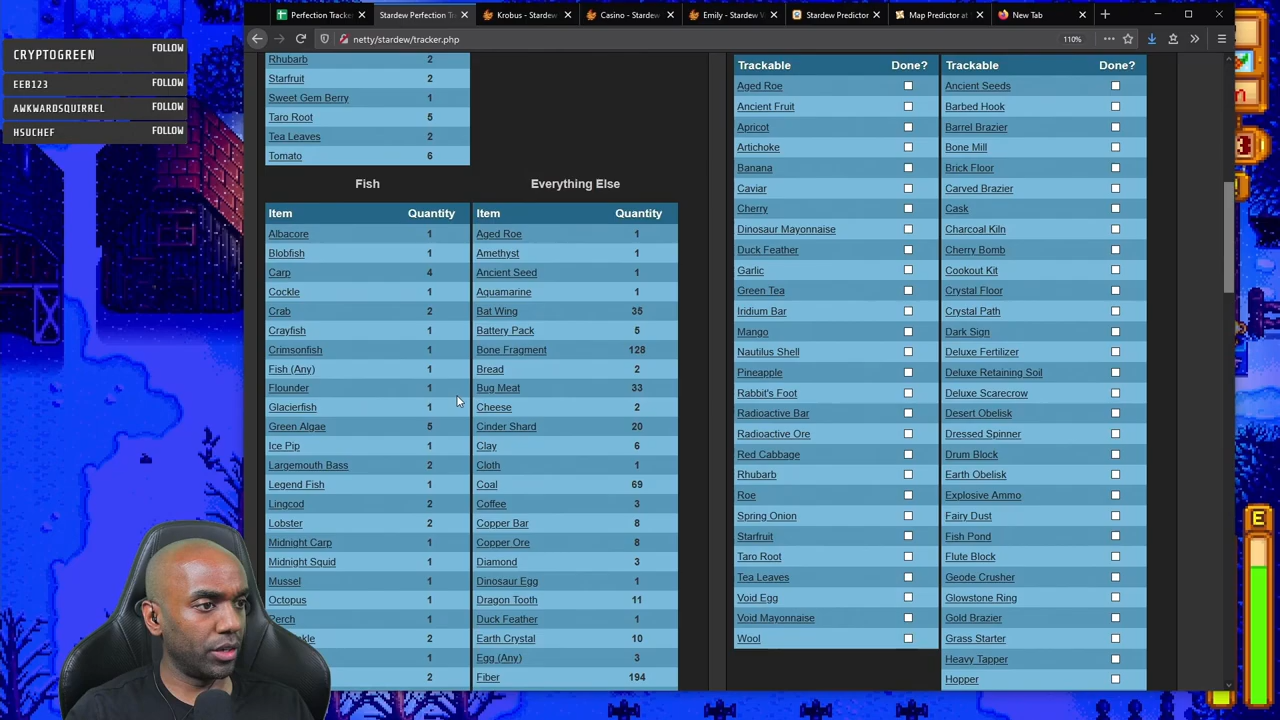 Perfection Tracke
Stardew Perfection Tr
Krobus - Stardew
Casino - Stardew
Emily - Stardew V
Stardew Predictor
Map Predictor at
New Tab
netty/stardew/tracker.php
110%
CRYPTOGREEN FOLLOW
EEB123 FOLLOW
AWKWARDSQUIRREL FOLLOW
HSUCHEF FOLLOW
Rhubarb 2
Starfruit 2
Sweet Gem Berry 1
Taro Root 5
Tea Leaves 2
Tomato 6
Fish
Item Quantity
Albacore 1
Blobfish 1
Carp 4
Cockle 1
Crab 2
Crayfish 1
Crimsonfish 1
Fish (Any) 1
Flounder 1
Glacierfish 1
Green Algae 5
Ice Pip 1
Largemouth Bass 2
Legend Fish 1
Lingcod 2
Lobster 2
Midnight Carp 1
Midnight Squid 1
Mussel 1
Octopus 1
Perch 1
kle 2
1
2
Everything Else
Item Quantity
Aged Roe 1
Amethyst 1
Ancient Seed 1
Aquamarine 1
Bat Wing 35
Battery Pack 5
Bone Fragment 128
Bread 2
Bug Meat 33
Cheese 2
Cinder Shard 20
Clay 6
Cloth 1
Coal 69
Coffee 3
Copper Bar 8
Copper Ore 8
Diamond 3
Dinosaur Egg 1
Dragon Tooth 11
Duck Feather 1
Earth Crystal 10
Egg (Any) 3
Fiber 194
Trackable Done?
Aged Roe
Ancient Fruit
Apricot
Artichoke
Banana
Caviar
Cherry
Dinosaur Mayonnaise
Duck Feather
Garlic
Green Tea
Iridium Bar
Mango
Nautilus Shell
Pineapple
Rabbit's Foot
Radioactive Bar
Radioactive Ore
Red Cabbage
Rhubarb
Roe
Spring Onion
Starfruit
Taro Root
Tea Leaves
Void Egg
Void Mayonnaise
Wool
Trackable Done?
Ancient Seeds
Barbed Hook
Barrel Brazier
Bone Mill
Brick Floor
Carved Brazier
Cask
Charcoal Kiln
Cherry Bomb
Cookout Kit
Crystal Floor
Crystal Path
Dark Sign
Deluxe Fertilizer
Deluxe Retaining Soil
Deluxe Scarecrow
Desert Obelisk
Dressed Spinner
Drum Block
Earth Obelisk
Explosive Ammo
Fairy Dust
Fish Pond
Flute Block
Geode Crusher
Glowstone Ring
Gold Brazier
Grass Starter
Heavy Tapper
Hopper
E